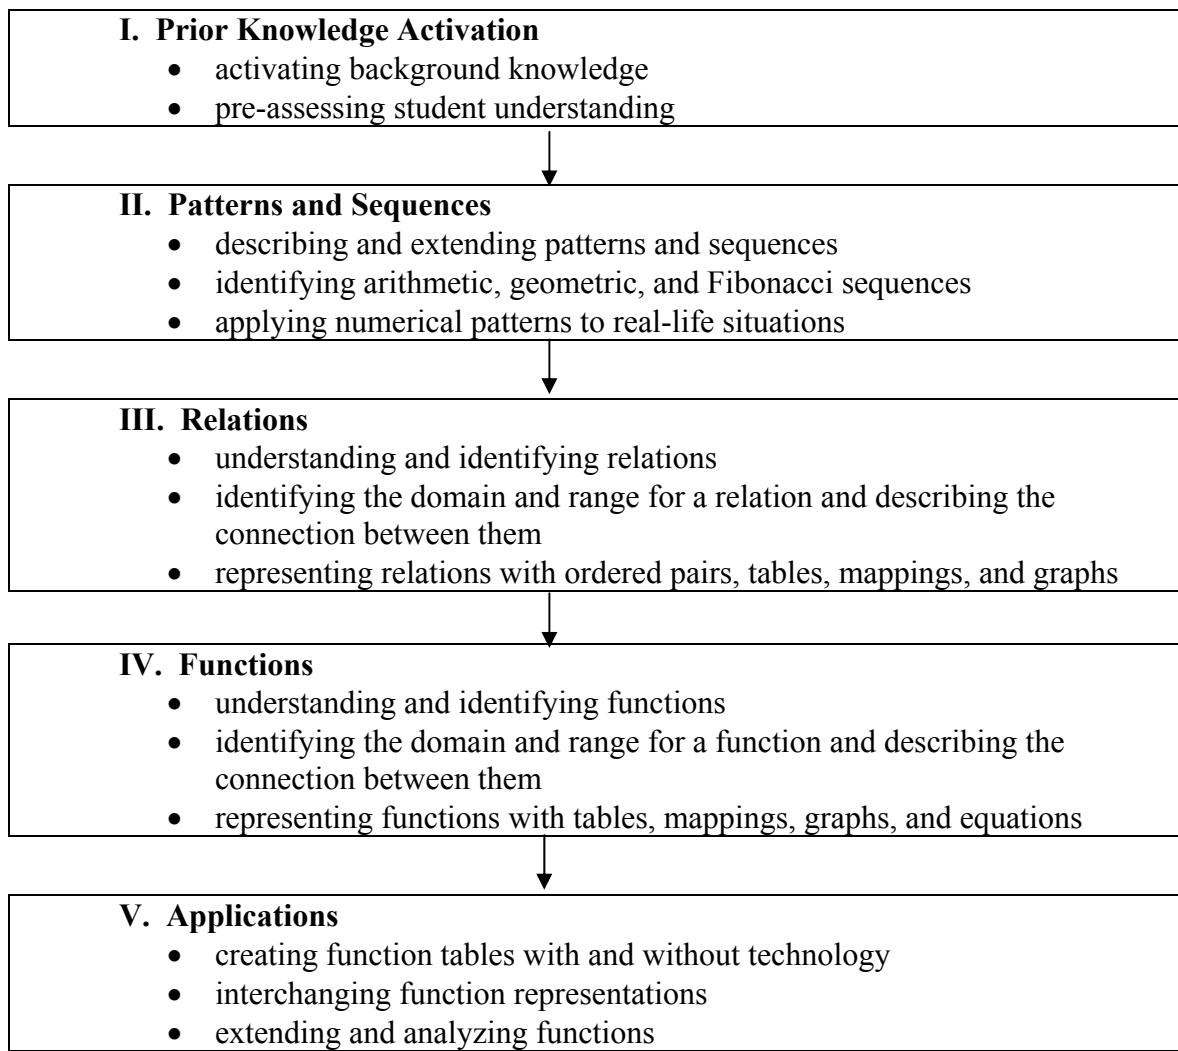 I. Prior Knowledge Activation
• activating background knowledge
• pre-assessing student understanding
II. Patterns and Sequences
• describing and extending patterns and sequences
• identifying arithmetic, geometric, and Fibonacci sequences
• applying numerical patterns to real-life situations
III. Relations
• understanding and identifying relations
• identifying the domain and range for a relation and describing the
connection between them
• representing relations with ordered pairs, tables, mappings, and graphs
IV. Functions
• understanding and identifying functions
• identifying the domain and range for a function and describing the
connection between them
• representing functions with tables, mappings, graphs, and equations
V. Applications
• creating function tables with and without technology
• interchanging function representations
• extending and analyzing functions